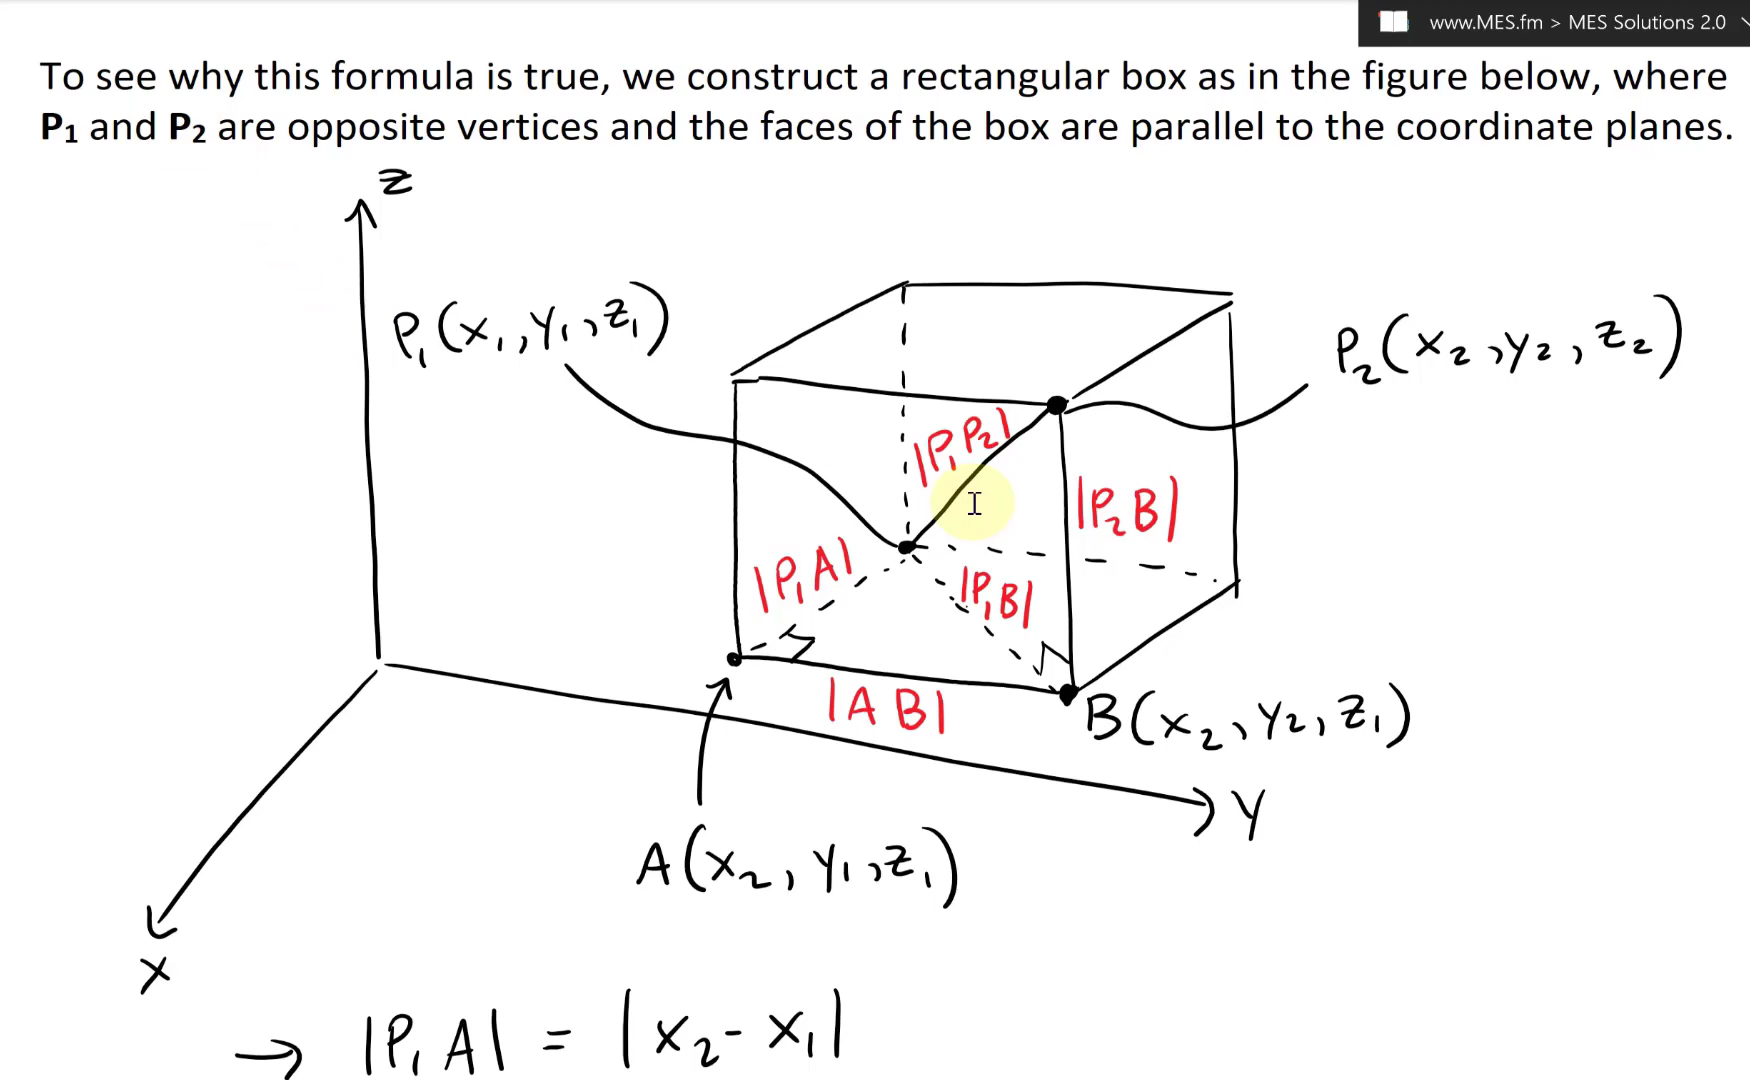 www.MES.fm > MES Solutions 2.0
To see why this formula is true, we construct a rectangular box as in the figure below, where
P₁ and P₂ are opposite vertices and the faces of the box are parallel to the coordinate planes.
Z
P₁(x₁,y₁,z₁)
P₂(x₂,y₂,z₂)
|P₁P₂|
|P₂B|
|P₁A|
|P₁B|
|AB|
B(x₂,y₂,z₁)
Y
A(x₂,y₁,z₁)
X
→ |P₁A| = |x₂-x₁|